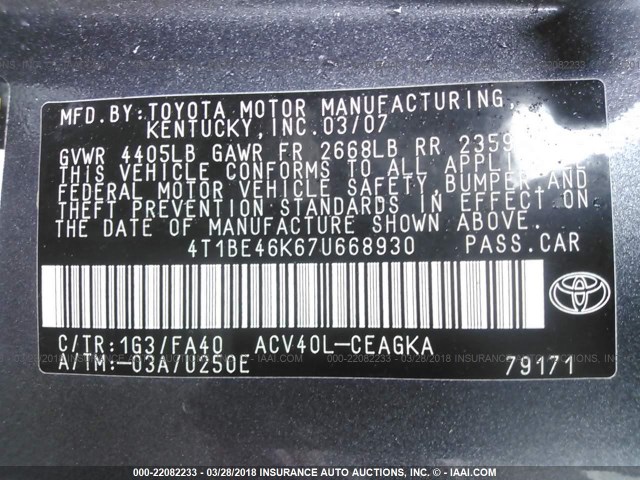 MFD.BY:TOYOTA MOTOR MANUFACTURING,
KENTUCKY,INC.03/07
GVWR 4405LB GAWR FR 2668LB RR
THIS VEHICLE CONFORMS TO ALL
FEDERAL MOTOR VEHICLE SAFETY,BUMPER,AND
THEFT PREVENTION STANDARDS IN EFFECT ON
THE DATE OF MANUFACTURE SHOWN ABOVE.
4T1BE46K67U668930 PASS.CAR
C/TR:1G3/FA40 ACV40L-CEAGKA
A/TM:-03A/U250E 79171
000-22082233 - 03/28/2018 INSURANCE AUTO AUCTIONS, INC. - © - IAAI.COM